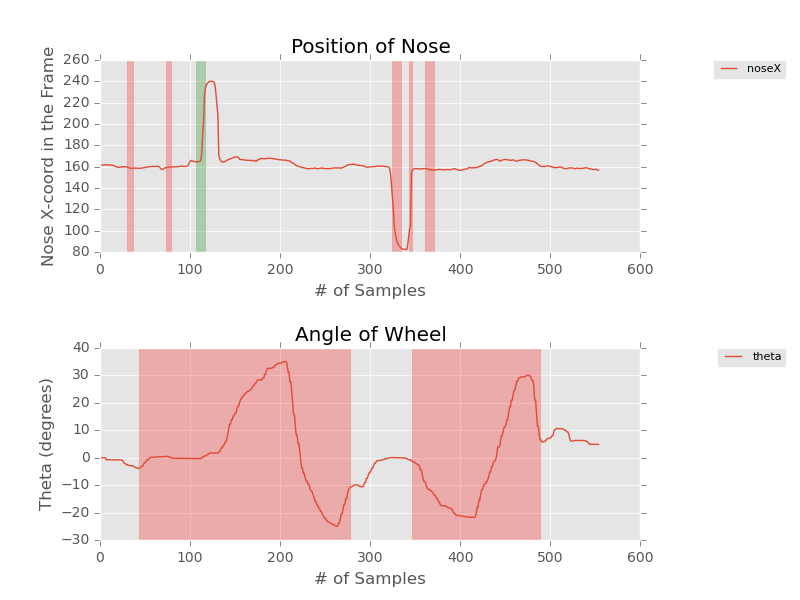 Position of Nose
260
240
220
200
180
160
140
120
100
80
Nose X-coord in the Frame
0 100 200 300 400 500 600
# of Samples
noseX
Angle of Wheel
40
30
20
10
0
−10
−20
−30
Theta (degrees)
0 100 200 300 400 500 600
# of Samples
theta